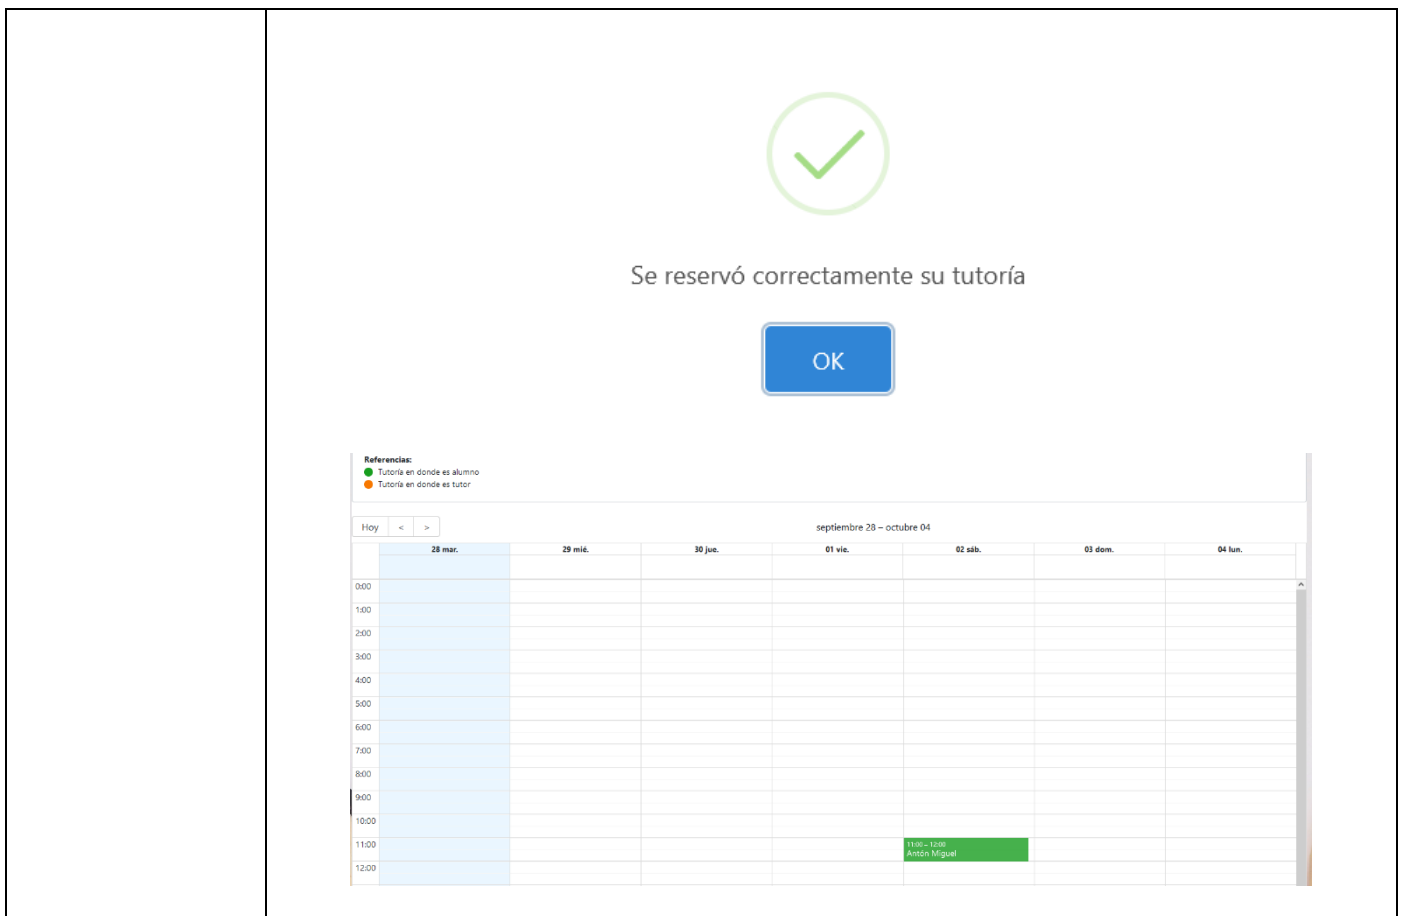 Se reservó correctamente su tutoría
OK
Referencias:
Tutoría en donde es alumno
Tutoría en donde es tutor
Hoy < > septiembre 28 – octubre 04
28 mar. 29 mié. 30 jue. 01 vie. 02 sáb. 03 dom. 04 lun.
0:00
1:00
2:00
3:00
4:00
5:00
6:00
7:00
8:00
9:00
10:00
11:00 11:00 – 12:00
Antón Miguel
12:00